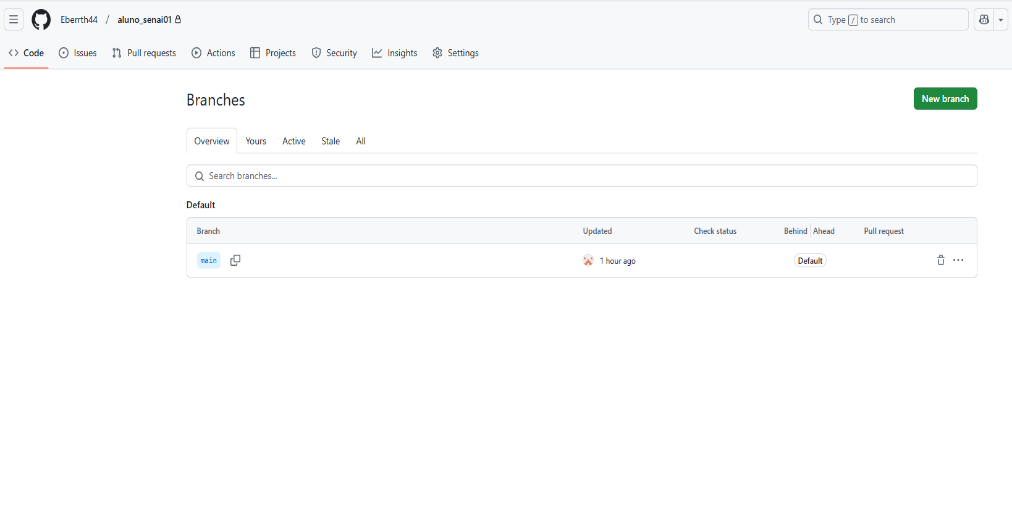 Eberrth44 / aluno_senai01
Type / to search
Code Issues Pull requests Actions Projects Security Insights Settings
Branches
New branch
Overview Yours Active Stale All
Search branches...
Default
Branch Updated Check status Behind Ahead Pull request
main 1 hour ago Default